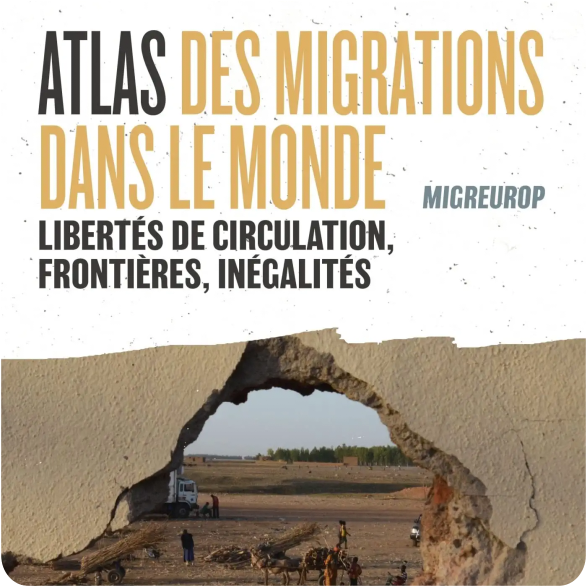 ATLAS DES MIGRATIONS
DANS LE MONDE
MIGREUROP
LIBERTÉS DE CIRCULATION,
FRONTIÈRES, INÉGALITÉS